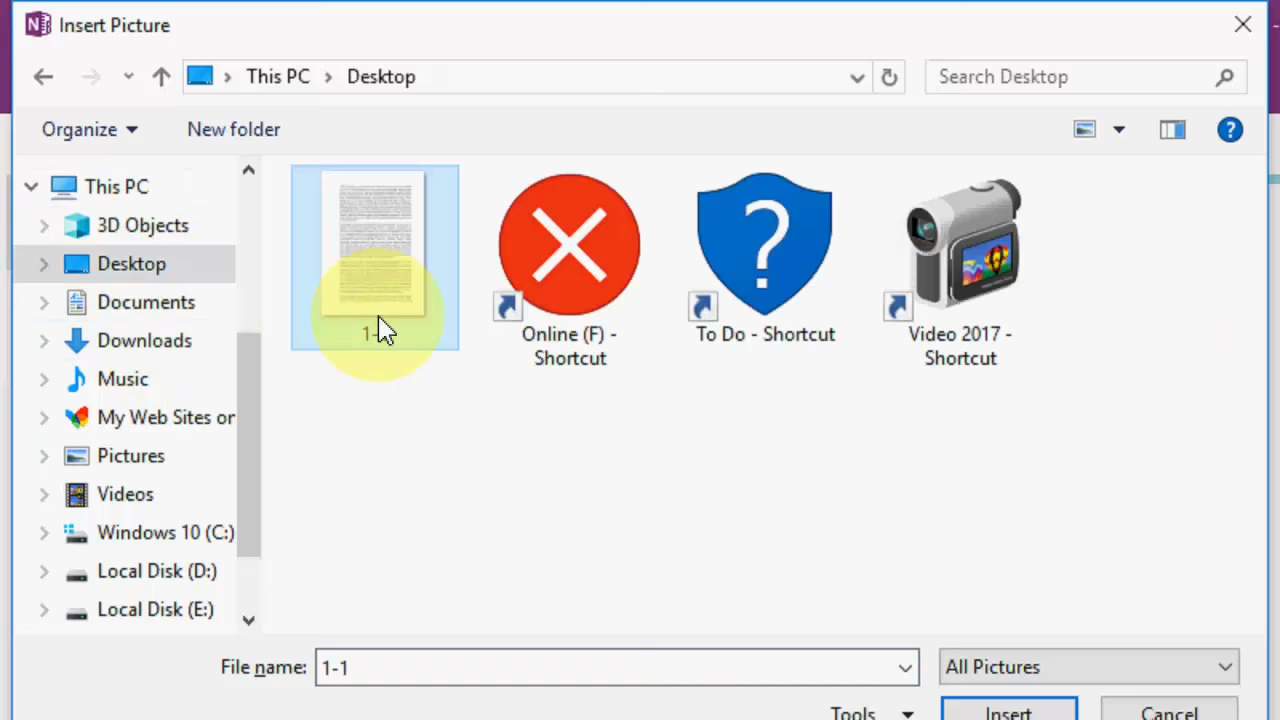 Insert Picture
This PC
Desktop
Search Desktop
Organize
New folder
This PC
3D Objects
Desktop
Documents
Downloads
Music
My Web Sites or
Pictures
Videos
Windows 10 (C:)
Local Disk (D:)
Local Disk (E:)
Online (F) -
Shortcut
To Do - Shortcut
Video 2017 -
Shortcut
File name:
1-1
All Pictures
Tools
Insert
Cancel